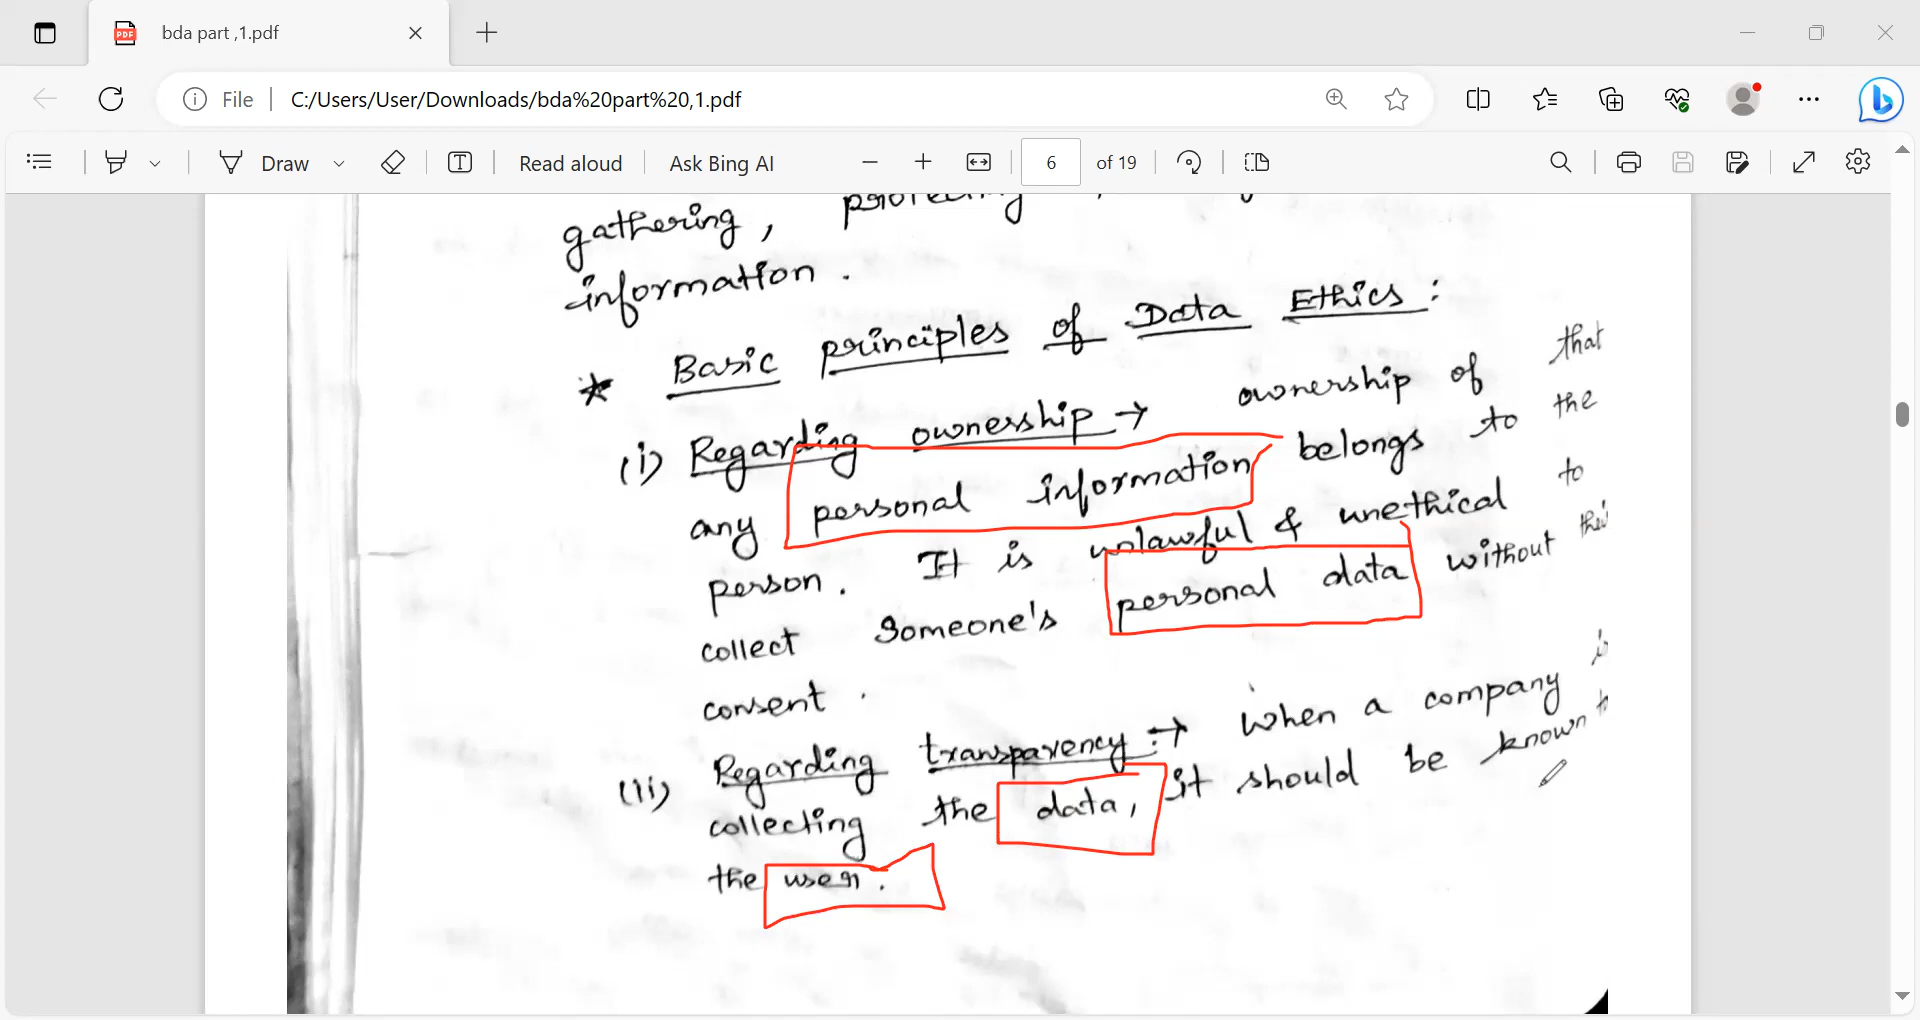 bda part ,1.pdf
File C:/Users/User/Downloads/bda%20part%20,1.pdf
Draw Read aloud Ask Bing AI 6 of 19
gathering,
information.
* Basic principles of Data Ethics :
(i) Regarding ownership → ownership of that
any personal information belongs to the
person. It is unlawful & unethical to
collect Someone's personal data without
consent.
(ii) Regarding transparency :→ when a company is
collecting the data, it should be known
the user.